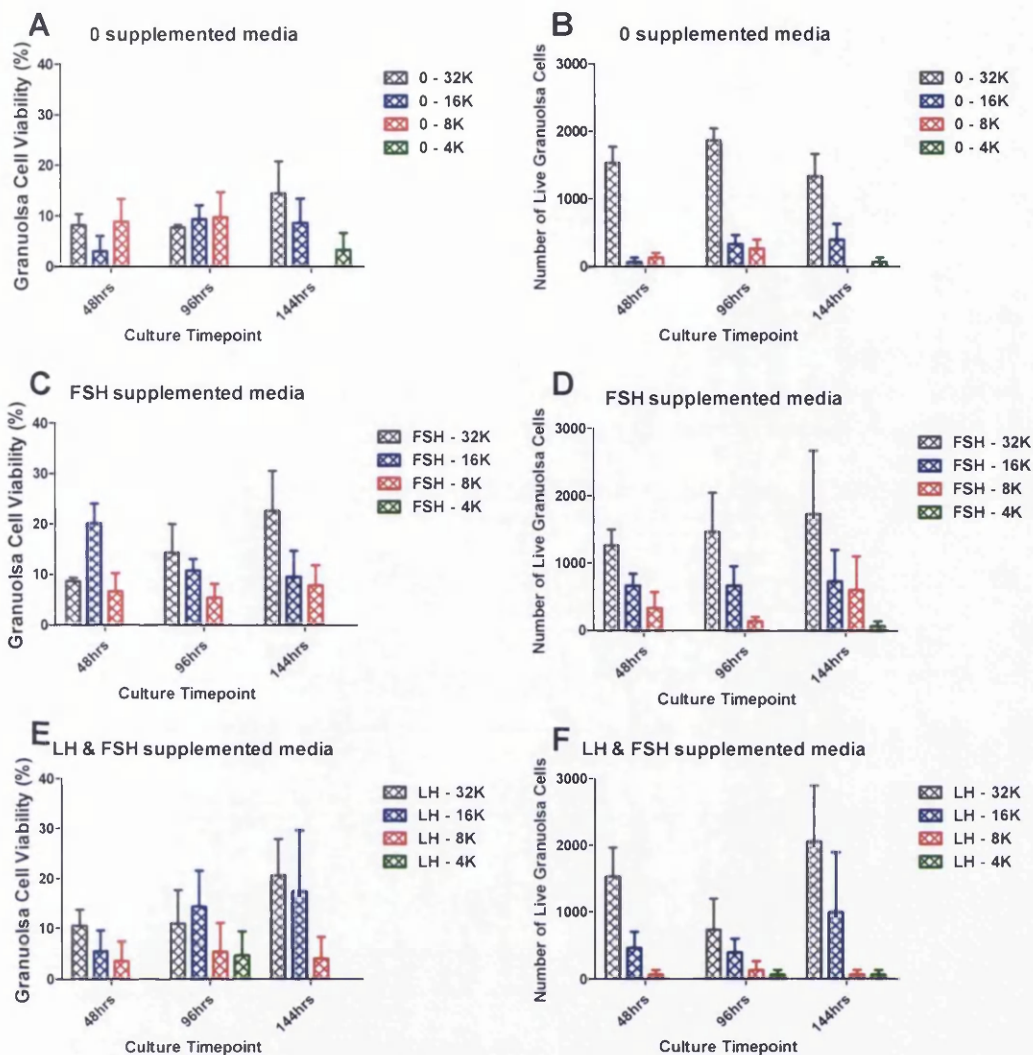 A
0 supplemented media
Granuolsa Cell Viability (%)
40
30
20
10
0
48hrs
96hrs
144hrs
Culture Timepoint
0 - 32K
0 - 16K
0 - 8K
0 - 4K
B
0 supplemented media
Number of Live Granuolsa Cells
3000
2000
1000
0
48hrs
96hrs
144hrs
Culture Timepoint
0 - 32K
0 - 16K
0 - 8K
0 - 4K
C
FSH supplemented media
Granuolsa Cell Viability (%)
40
30
20
10
0
48hrs
96hrs
144hrs
Culture Timepoint
FSH - 32K
FSH - 16K
FSH - 8K
FSH - 4K
D
FSH supplemented media
Number of Live Granuolsa Cells
3000
2000
1000
0
48hrs
96hrs
144hrs
Culture Timepoint
FSH - 32K
FSH - 16K
FSH - 8K
FSH - 4K
E
LH & FSH supplemented media
Granuolsa Cell Viability (%)
40
30
20
10
0
48hrs
96hrs
144hrs
Culture Timepoint
LH - 32K
LH - 16K
LH - 8K
LH - 4K
F
LH & FSH supplemented media
Number of Live Granuolsa Cells
3000
2000
1000
0
48hrs
96hrs
144hrs
Culture Timepoint
LH - 32K
LH - 16K
LH - 8K
LH - 4K